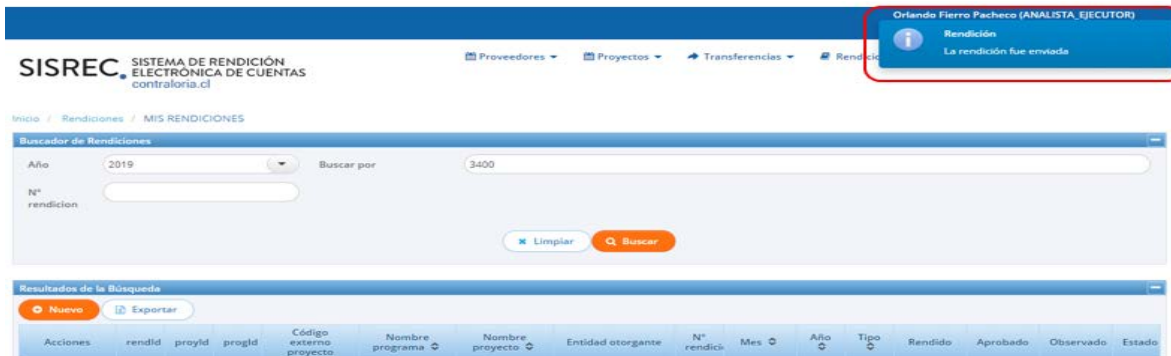 Orlando Fierro Pacheco (ANALISTA_EJECUTOR)
Rendición
La rendición fue enviada
SISREC. SISTEMA DE RENDICIÓN
ELECTRÓNICA DE CUENTAS
contraloria.cl
Proveedores Proyectos Transferencias
Inicio / Rendiciones / MIS RENDICIONES
Buscador de Rendiciones
Año 2019 Buscar por 3400
N°
rendicion
Limpiar Buscar
Resultados de la Búsqueda
Nuevo Exportar
Acciones rendId proyId progId Código externo proyecto Nombre programa Nombre proyecto Entidad otorgante N° rendici Mes Año Tipo Rendido Aprobado Observado Estado